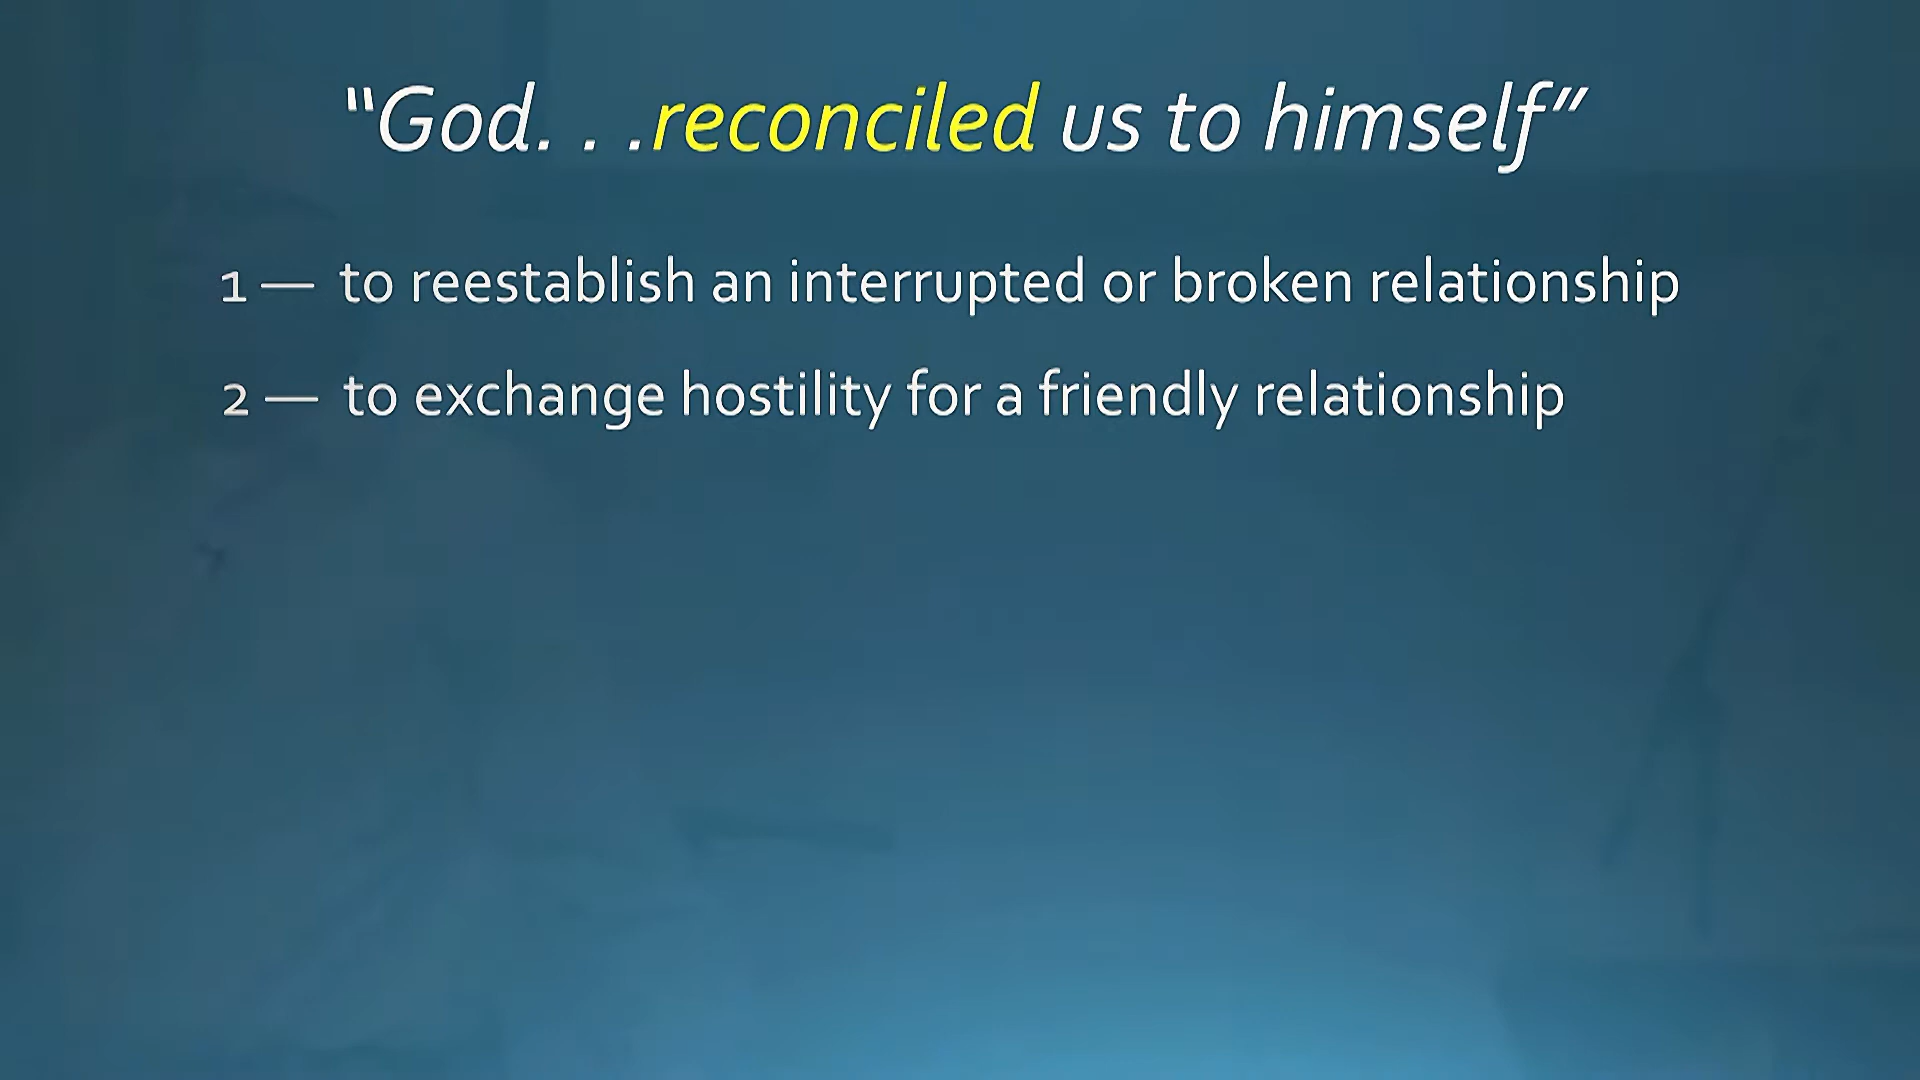 “God. . .reconciled us to himself”
1 — to reestablish an interrupted or broken relationship
2 — to exchange hostility for a friendly relationship